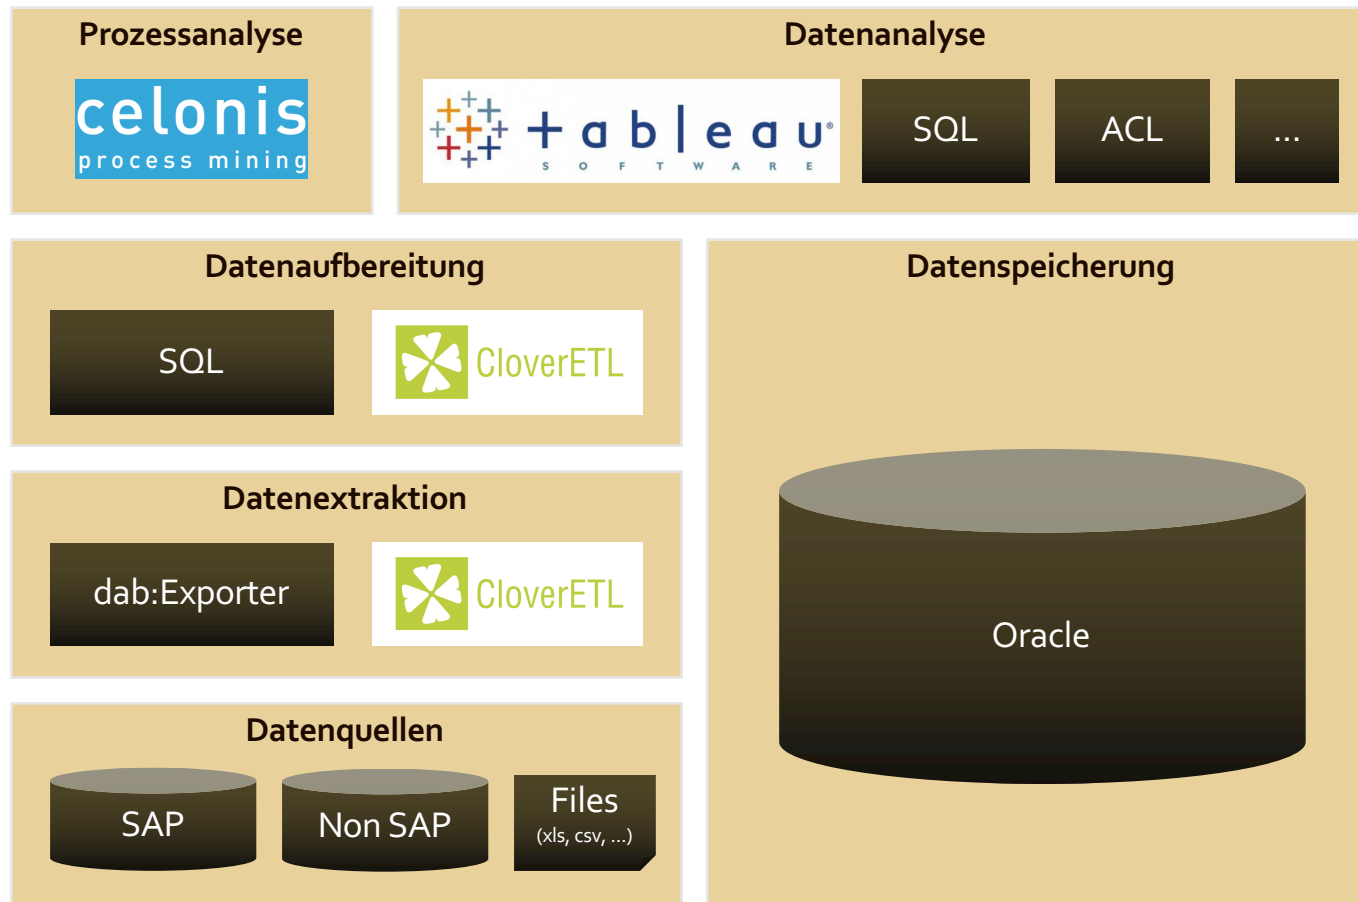 Prozessanalyse
celonis
process mining
Datenanalyse
+ableau®
SOFTWARE
SQL
ACL
...
Datenaufbereitung
SQL
CloverETL
Datenspeicherung
Oracle
Datenextraktion
dab:Exporter
CloverETL
Datenquellen
SAP
Non SAP
Files
(xls, csv, ...)